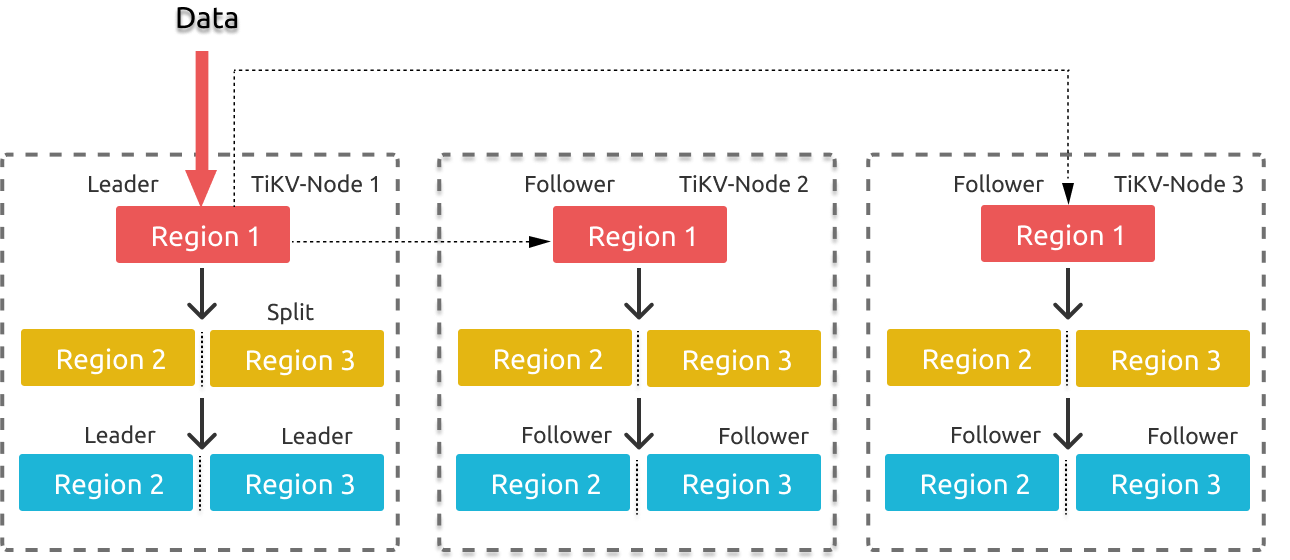 Data
Leader TiKV-Node 1
Follower TiKV-Node 2
Follower TiKV-Node 3
Region 1
Region 1
Region 1
Split
Region 2 Region 3
Region 2 Region 3
Region 2 Region 3
Leader Leader
Follower Follower
Follower Follower
Region 2 Region 3
Region 2 Region 3
Region 2 Region 3